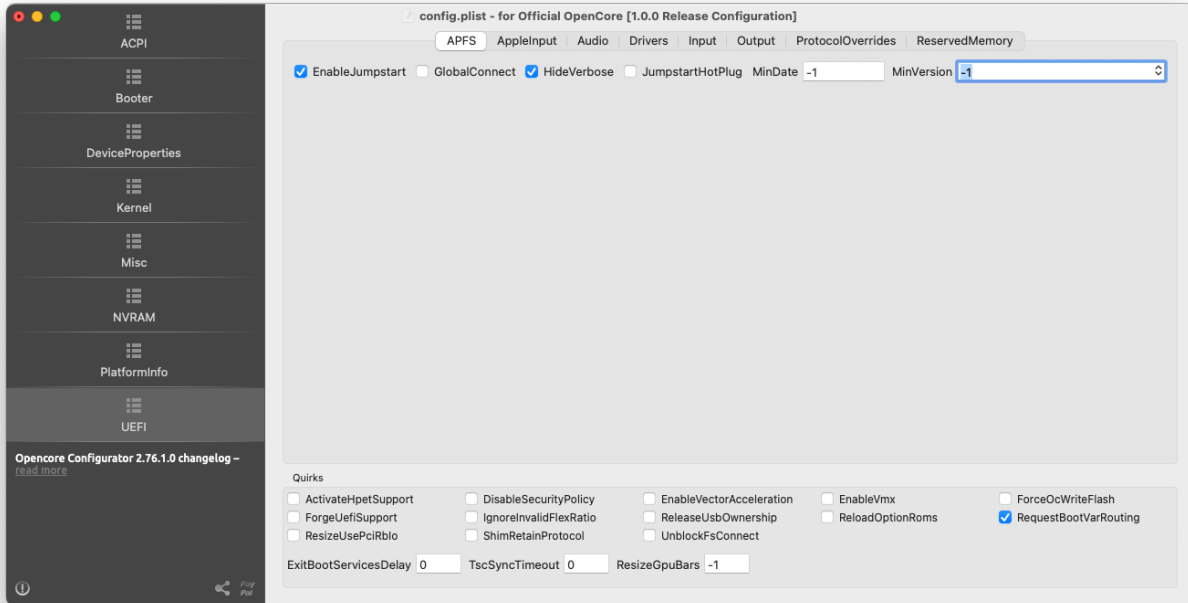 config.plist - for Official OpenCore [1.0.0 Release Configuration]
ACPI
Booter
DeviceProperties
Kernel
Misc
NVRAM
PlatformInfo
UEFI
Opencore Configurator 2.76.1.0 changelog –
read more
Pay
Pal
APFS AppleInput Audio Drivers Input Output ProtocolOverrides ReservedMemory
EnableJumpstart GlobalConnect HideVerbose JumpstartHotPlug MinDate -1 MinVersion -1
Quirks
ActivateHpetSupport DisableSecurityPolicy EnableVectorAcceleration EnableVmx ForceOcWriteFlash
ForgeUefiSupport IgnoreInvalidFlexRatio ReleaseUsbOwnership ReloadOptionRoms RequestBootVarRouting
ResizeUsePciRbIo ShimRetainProtocol UnblockFsConnect
ExitBootServicesDelay 0 TscSyncTimeout 0 ResizeGpuBars -1